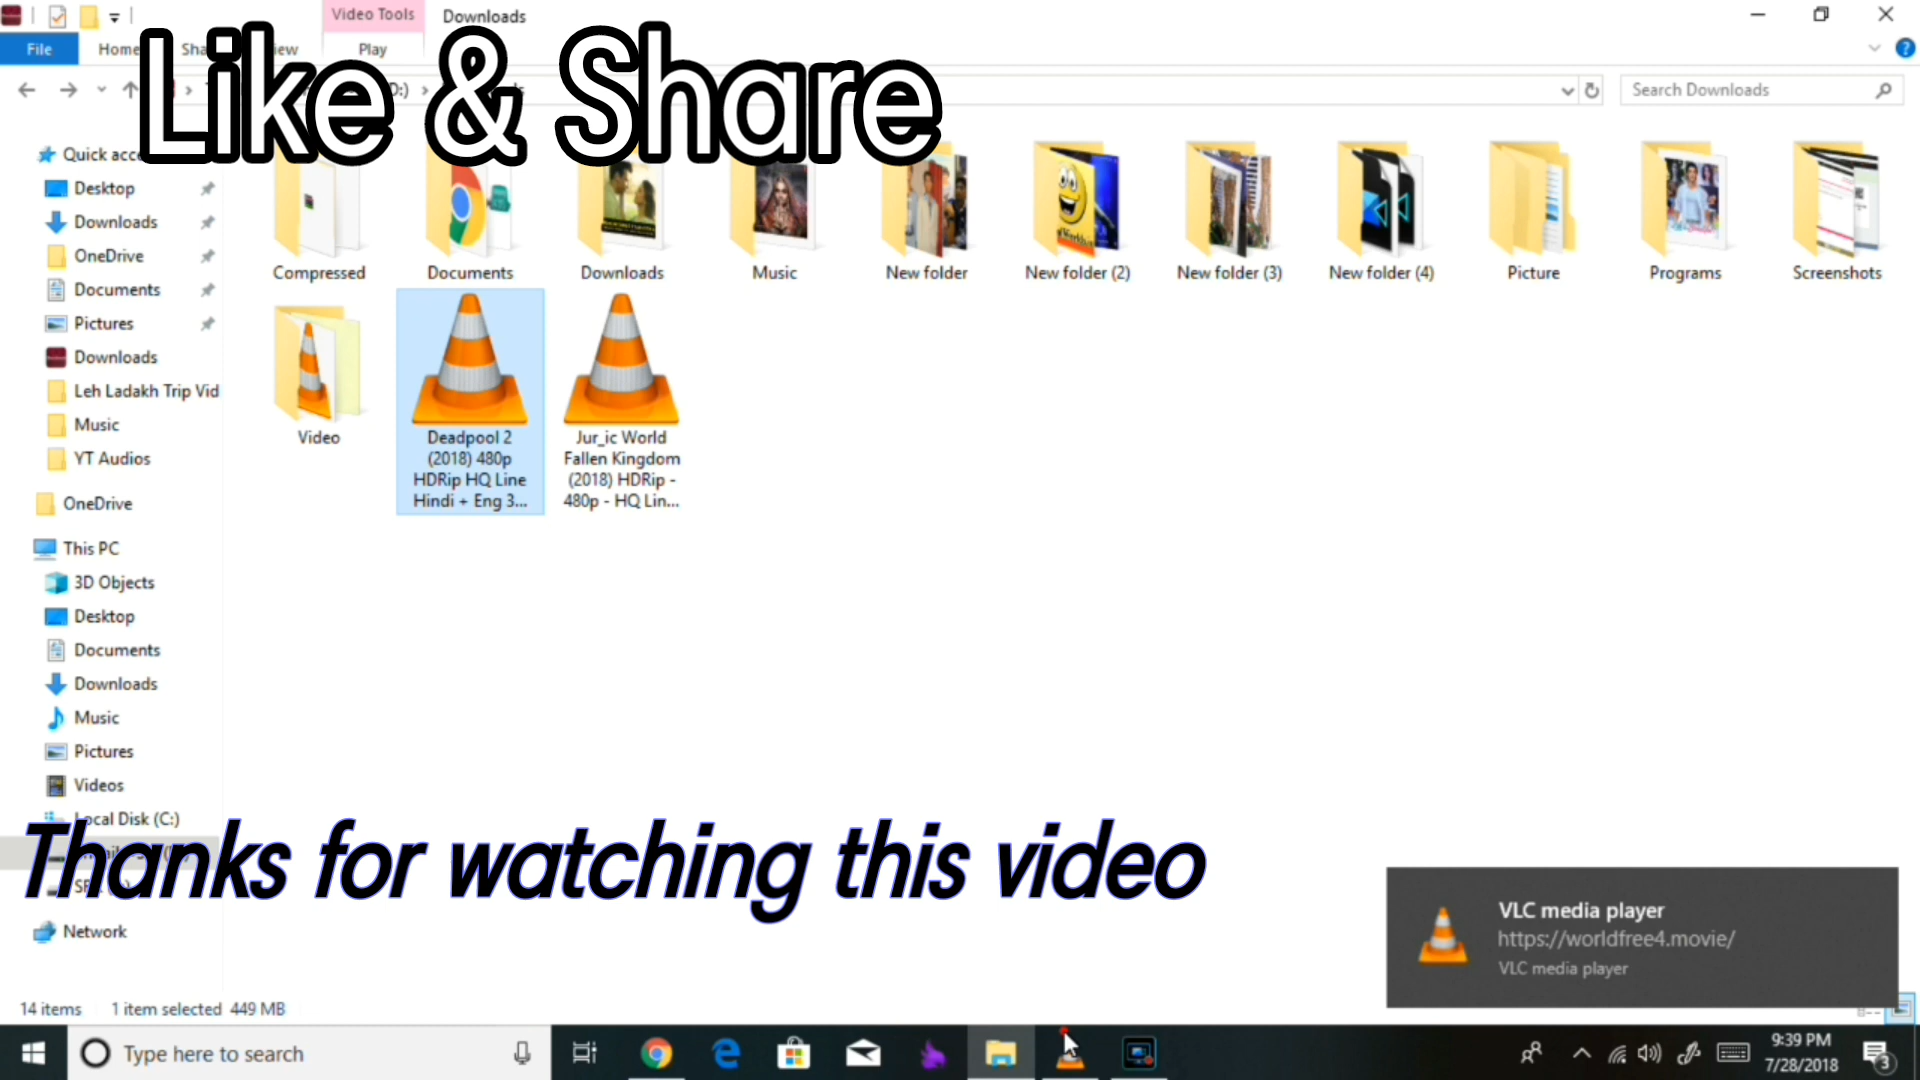 Video Tools
Downloads
File
Home
Play
Like & Share
Search Downloads
Desktop
Downloads
OneDrive
Documents
Pictures
Downloads
Leh Ladakh Trip Vid
Music
YT Audios
OneDrive
This PC
3D Objects
Desktop
Documents
Downloads
Music
Pictures
Videos
Local Disk (C:)
Network
Compressed
Documents
Downloads
Music
New folder
New folder (2)
New folder (3)
New folder (4)
Picture
Programs
Screenshots
Video
Deadpool 2
(2018) 480p
HDRip HQ Line
Hindi + Eng 3...
Jur_ic World
Fallen Kingdom
(2018) HDRip -
480p - HQ Lin...
Thanks for watching this video
VLC media player
https://worldfree4.movie/
VLC media player
14 items
1 item selected 449 MB
Type here to search
9:39 PM
7/28/2018
3